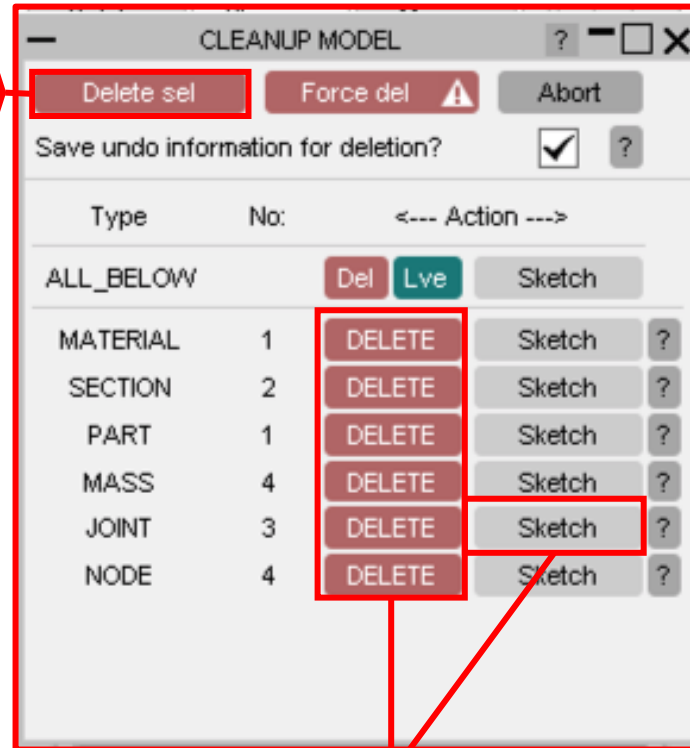 CLEANUP MODEL ?
Delete sel Force del Abort
Save undo information for deletion? ?
Type No: <--- Action --->
ALL_BELOW Del Lve Sketch
MATERIAL 1 DELETE Sketch ?
SECTION 2 DELETE Sketch ?
PART 1 DELETE Sketch ?
MASS 4 DELETE Sketch ?
JOINT 3 DELETE Sketch ?
NODE 4 DELETE Sketch ?